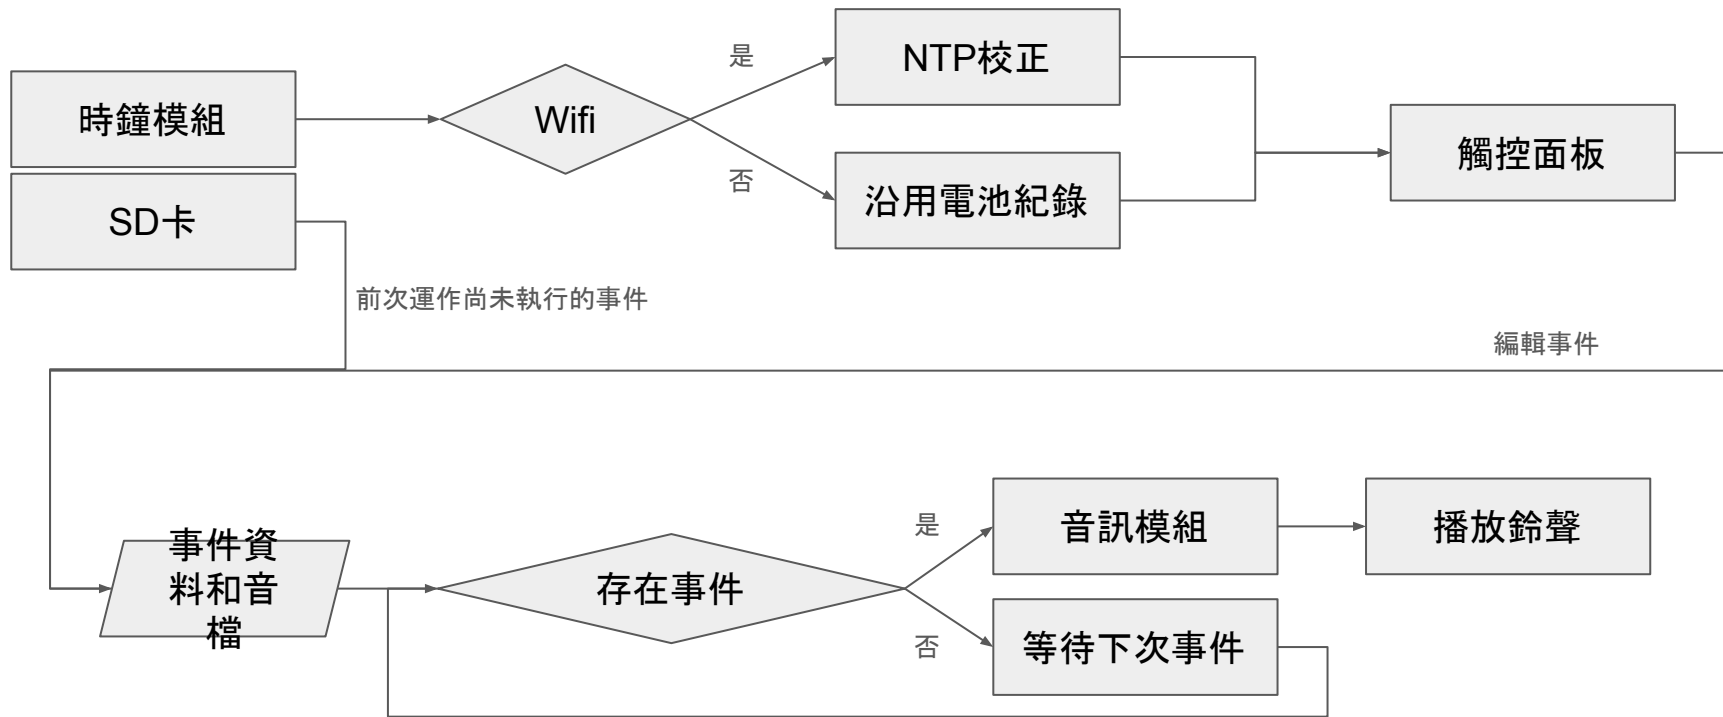 是
NTP校正
時鐘模組
Wifi
觸控面板
否
沿用電池紀錄
SD卡
前次運作尚未執行的事件
編輯事件
事件資
料和音
檔
存在事件
是
音訊模組
播放鈴聲
否
等待下次事件